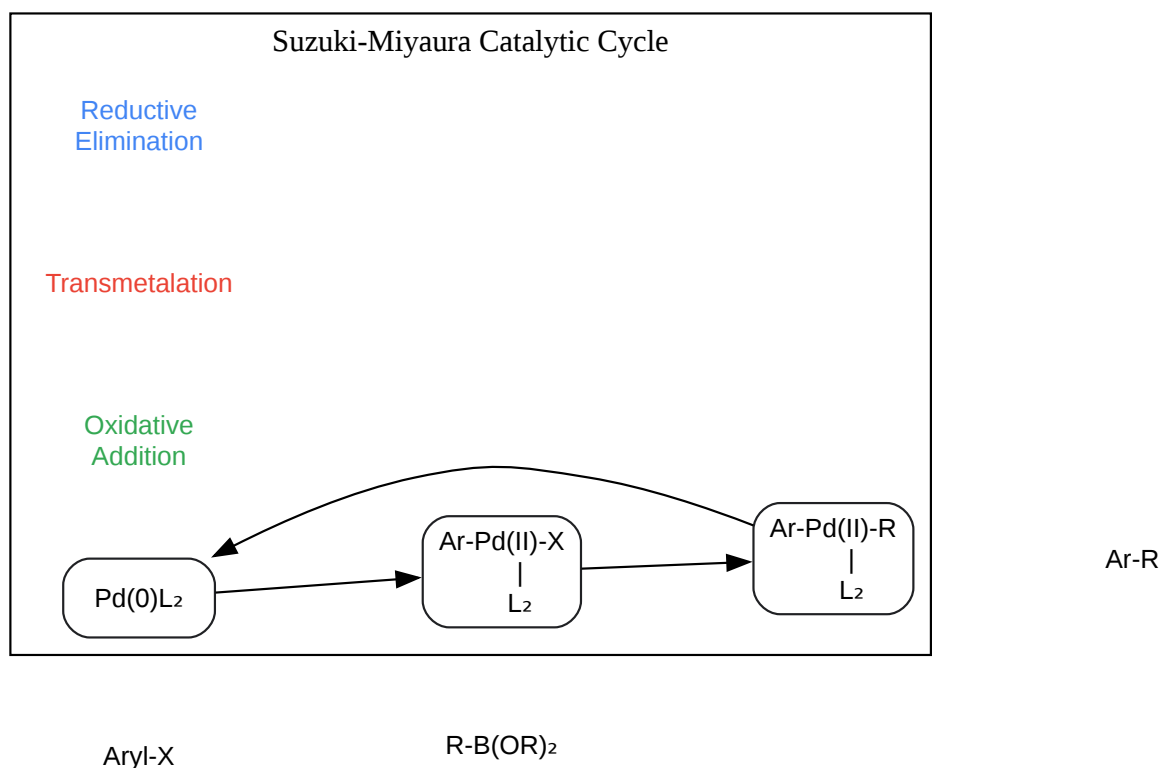 Suzuki-Miyaura Catalytic Cycle
Reductive
Elimination
Transmetalation
Oxidative
Addition
Pd(0)L₂
Ar-Pd(II)-X
|
L₂
Ar-Pd(II)-R
|
L₂
Ar-R
Aryl-X
R-B(OR)₂